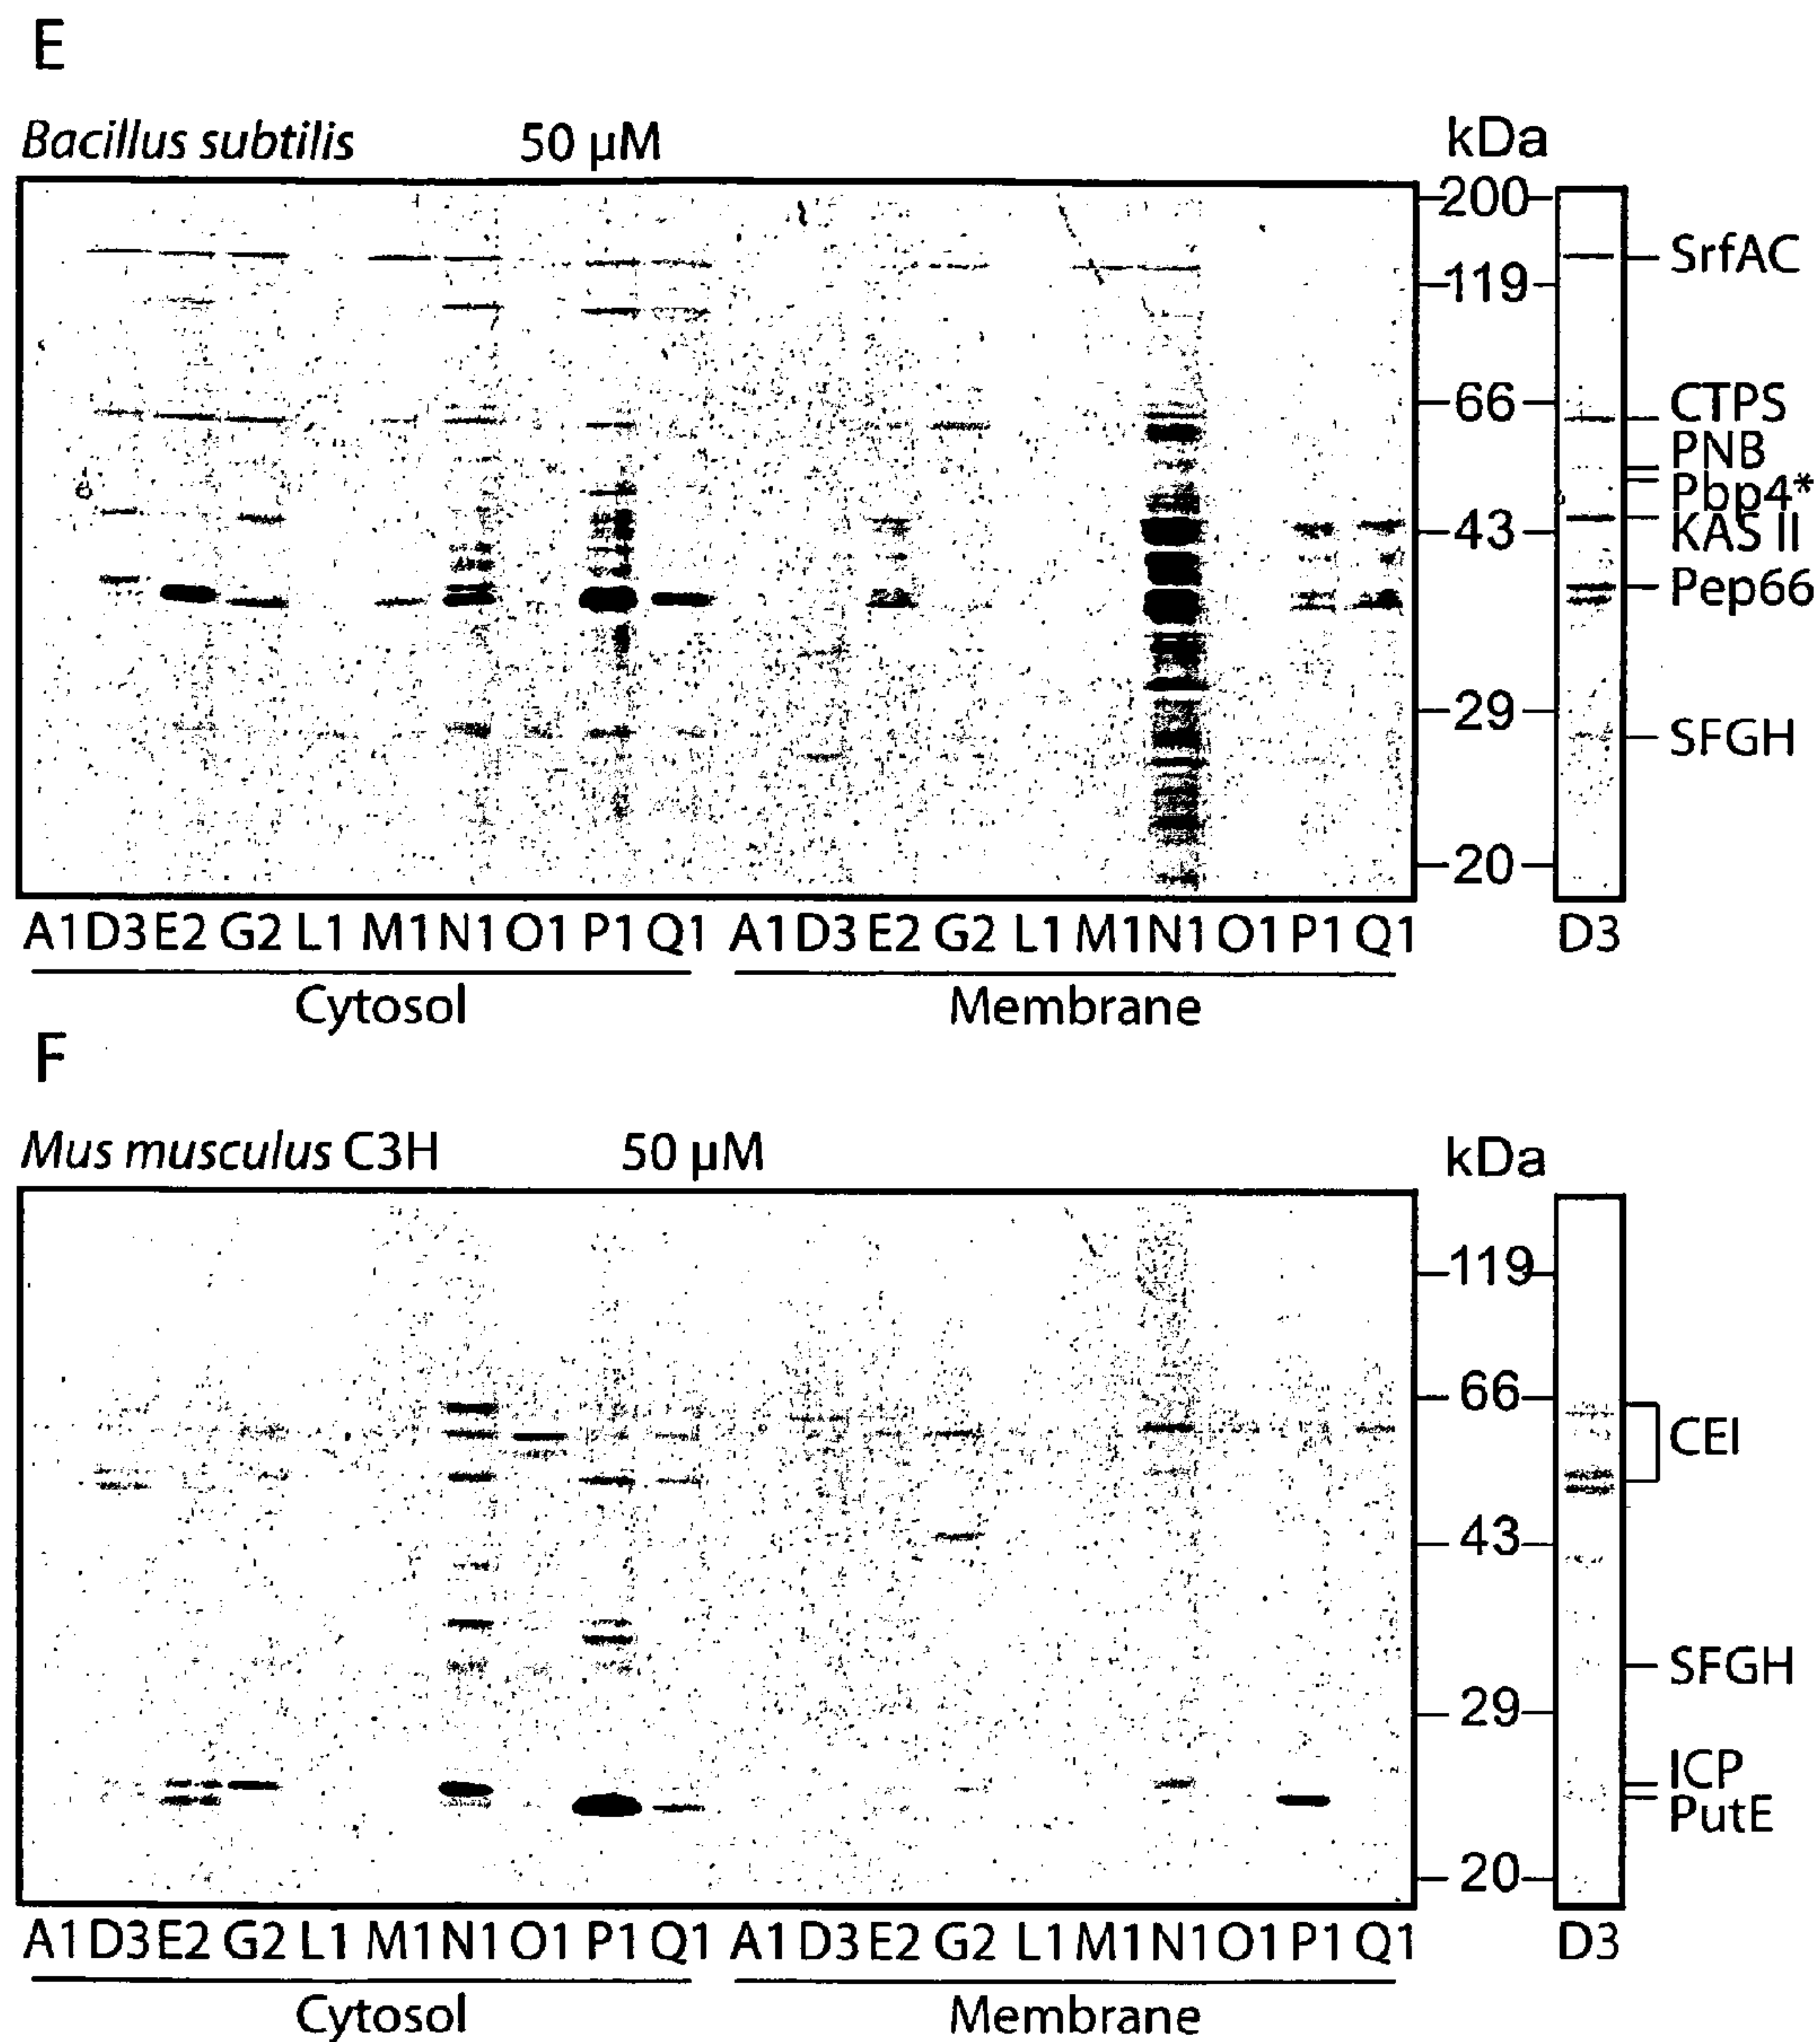 E
Bacillus subtilis 50 µM kDa
200
SrfAC
119
66
CTPS
PNB
Pbp4*
43
KAS II
Pep66
29
SFGH
20
A1 D3 E2 G2 L1 M1 N1 O1 P1 Q1 A1 D3 E2 G2 L1 M1 N1 O1 P1 Q1 D3
Cytosol Membrane
F
Mus musculus C3H 50 µM kDa
119
66
CEI
43
SFGH
29
ICP
PutE
20
A1 D3 E2 G2 L1 M1 N1 O1 P1 Q1 A1 D3 E2 G2 L1 M1 N1 O1 P1 Q1 D3
Cytosol Membrane